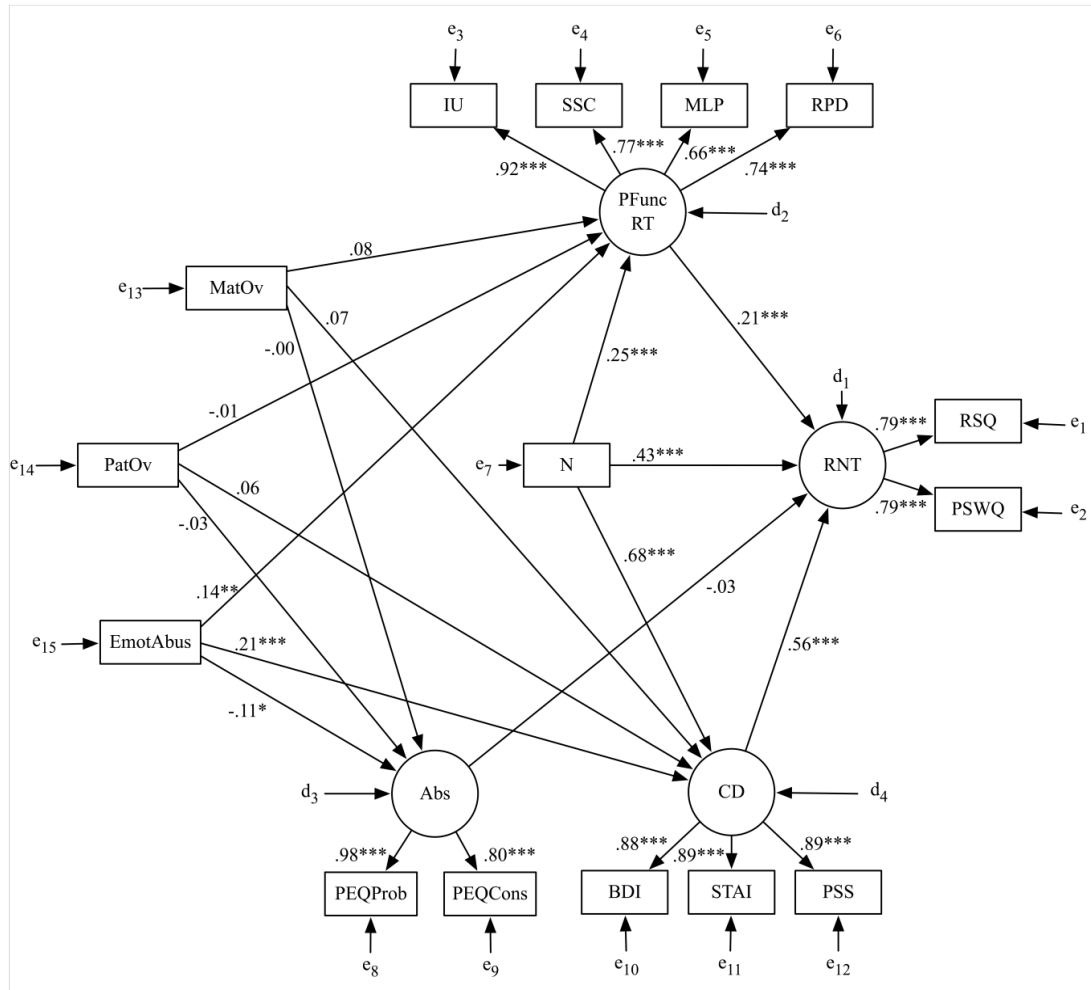 e3 e4 e5 e6
IU SSC MLP RPD
.92*** .77*** .66*** .74***
PFunc
RT
d2
.08
e13 MatOv
.07
-.00
.21***
.25***
d1
-.01
.79*** RSQ e1
e14 PatOv
e7 N .43*** RNT
.06
-.03
.79*** PSWQ e2
.68***
-.03
.14**
e15 EmotAbus
.21***
.56***
-.11*
d3 Abs
CD d4
.98*** .80***
.88*** .89*** .89***
PEQProb PEQCons BDI STAI PSS
e8 e9 e10 e11 e12